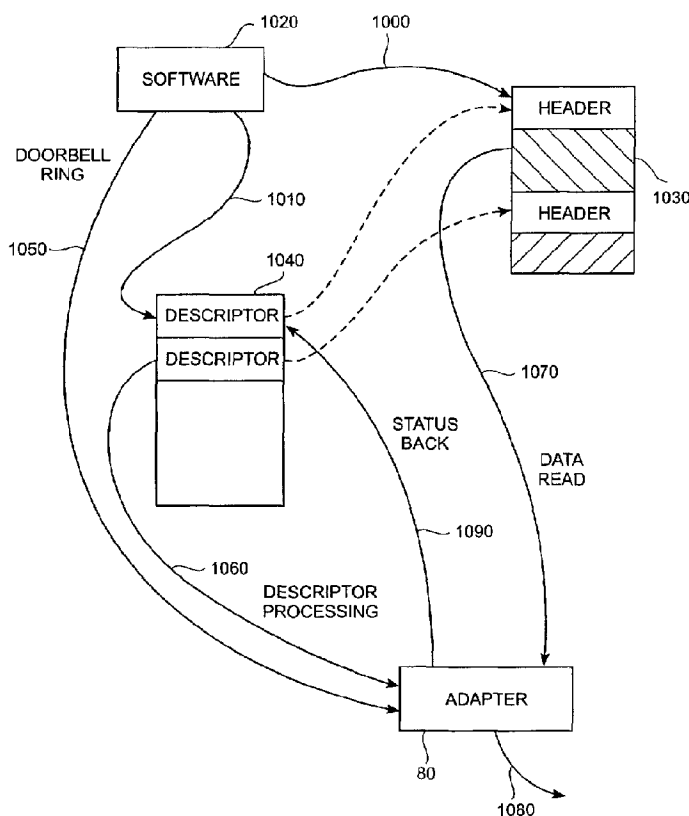 1020
1000
SOFTWARE
HEADER
DOORBELL
RING
1030
1010
HEADER
1050
1040
DESCRIPTOR
DESCRIPTOR
1070
STATUS
BACK
DATA
READ
1090
1060
DESCRIPTOR
PROCESSING
ADAPTER
80
1080